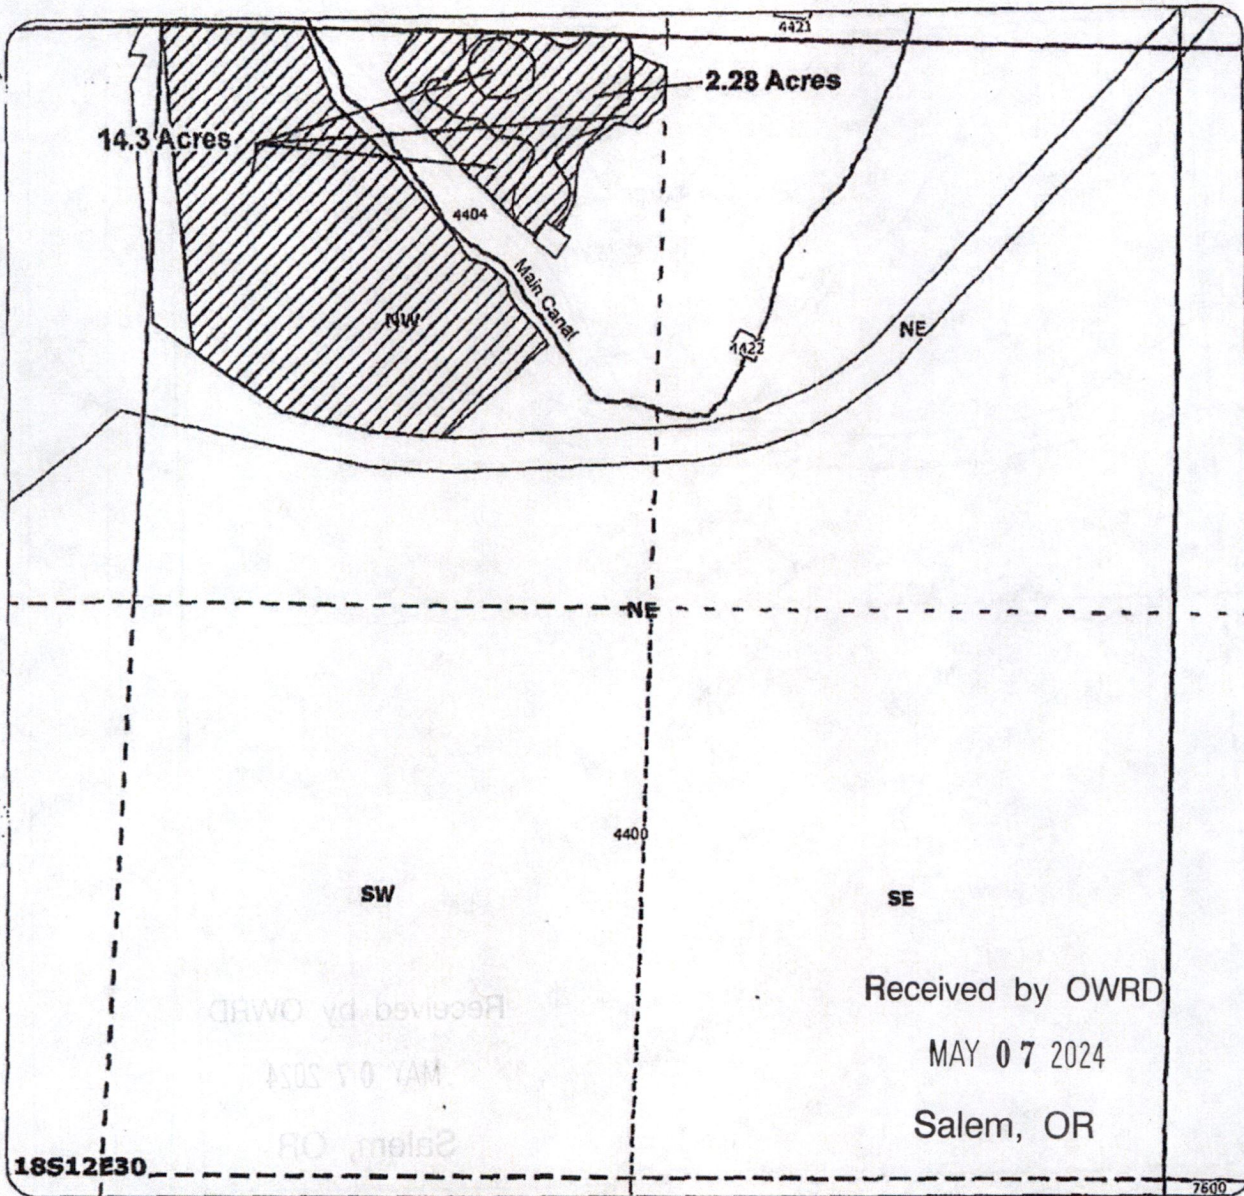 4421
2.28 Acres
14.3 Acres
4404
Main Canal
NW
NE
4422
NE
4400
SW
SE
Received by OWRD
MAY 07 2024
Salem, OR
Received by OWRD
MAY 07 2024
Salem, OR
18S12E30
7600